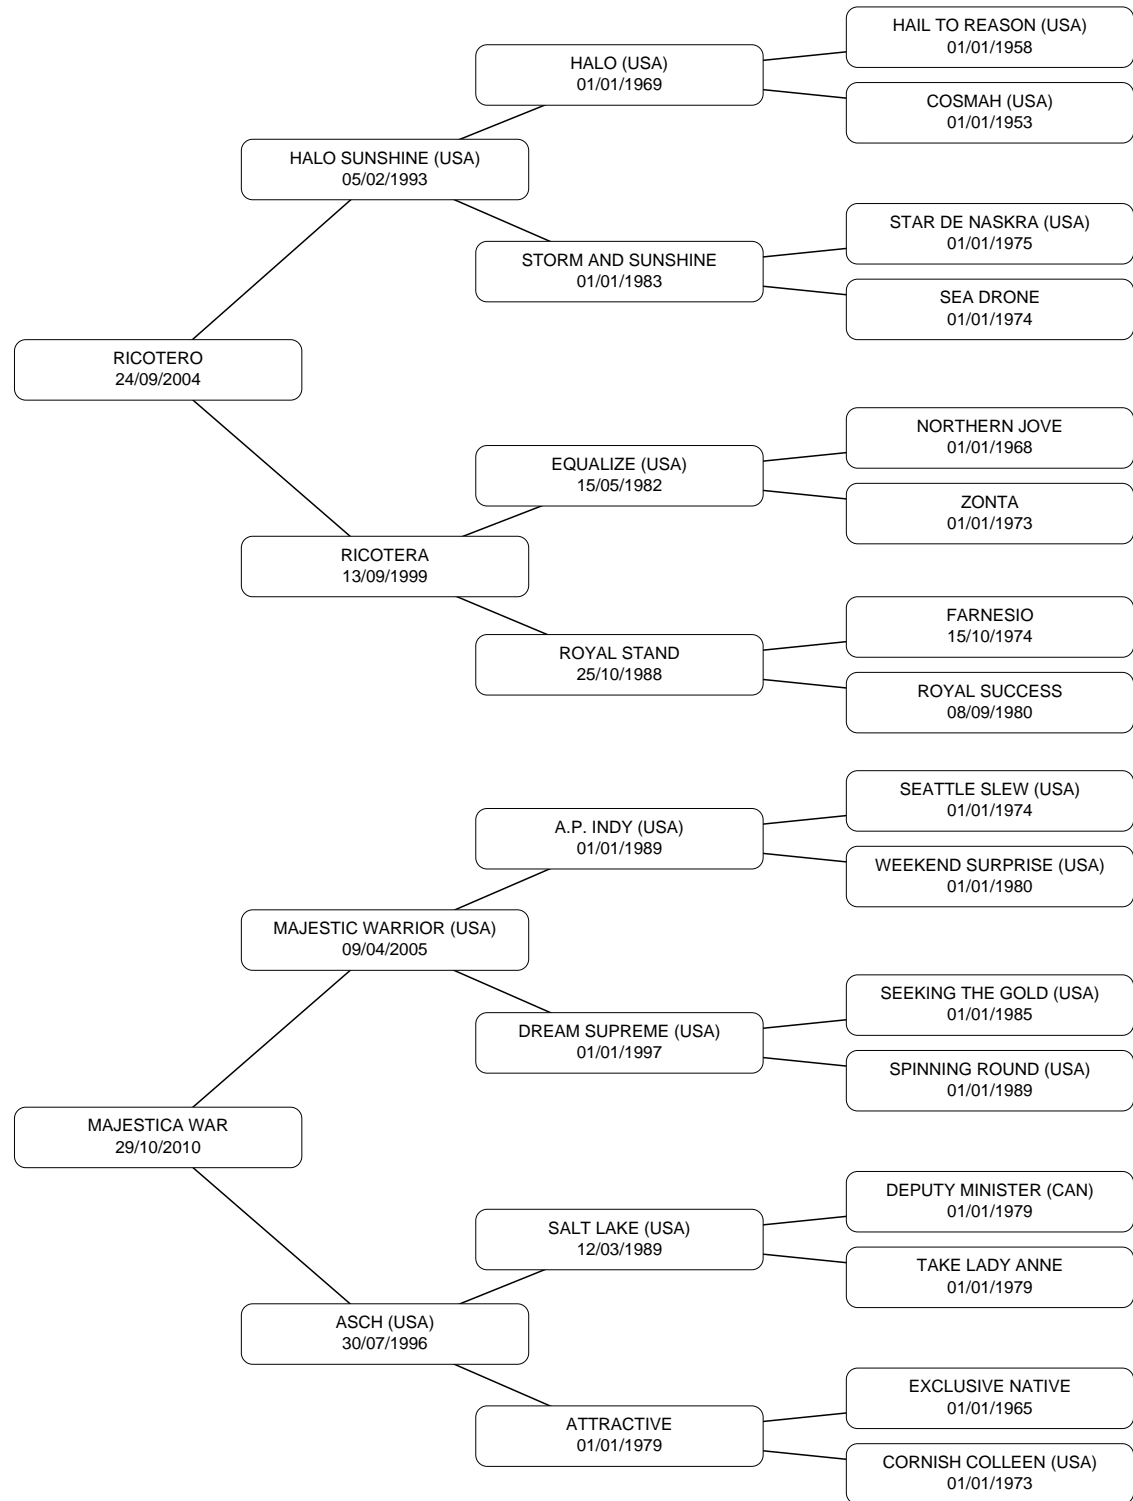 HAIL TO REASON (USA)
01/01/1958
HALO (USA)
01/01/1969
COSMAH (USA)
01/01/1953
HALO SUNSHINE (USA)
05/02/1993
STAR DE NASKRA (USA)
01/01/1975
STORM AND SUNSHINE
01/01/1983
SEA DRONE
01/01/1974
RICOTERO
24/09/2004
NORTHERN JOVE
01/01/1968
EQUALIZE (USA)
15/05/1982
ZONTA
01/01/1973
RICOTERA
13/09/1999
FARNESIO
15/10/1974
ROYAL STAND
25/10/1988
ROYAL SUCCESS
08/09/1980
SEATTLE SLEW (USA)
01/01/1974
A.P. INDY (USA)
01/01/1989
WEEKEND SURPRISE (USA)
01/01/1980
MAJESTIC WARRIOR (USA)
09/04/2005
SEEKING THE GOLD (USA)
01/01/1985
DREAM SUPREME (USA)
01/01/1997
SPINNING ROUND (USA)
01/01/1989
MAJESTICA WAR
29/10/2010
DEPUTY MINISTER (CAN)
01/01/1979
SALT LAKE (USA)
12/03/1989
TAKE LADY ANNE
01/01/1979
ASCH (USA)
30/07/1996
EXCLUSIVE NATIVE
01/01/1965
ATTRACTIVE
01/01/1979
CORNISH COLLEEN (USA)
01/01/1973